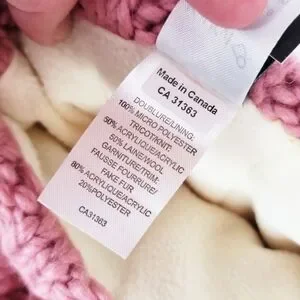 Made in Canada
CA 31363
DOUBLURE/LINING:
100% MICRO POLYESTER
TRICOT/KNIT:
50% ACRYLIQUE/ACRYLIC
50% LAINE/WOOL
GARNITURE/TRIM:
FAUSSE FOURRURE/
FAKE FUR
80% ACRYLIQUE/ACRYLIC
20%POLYESTER
CA31363